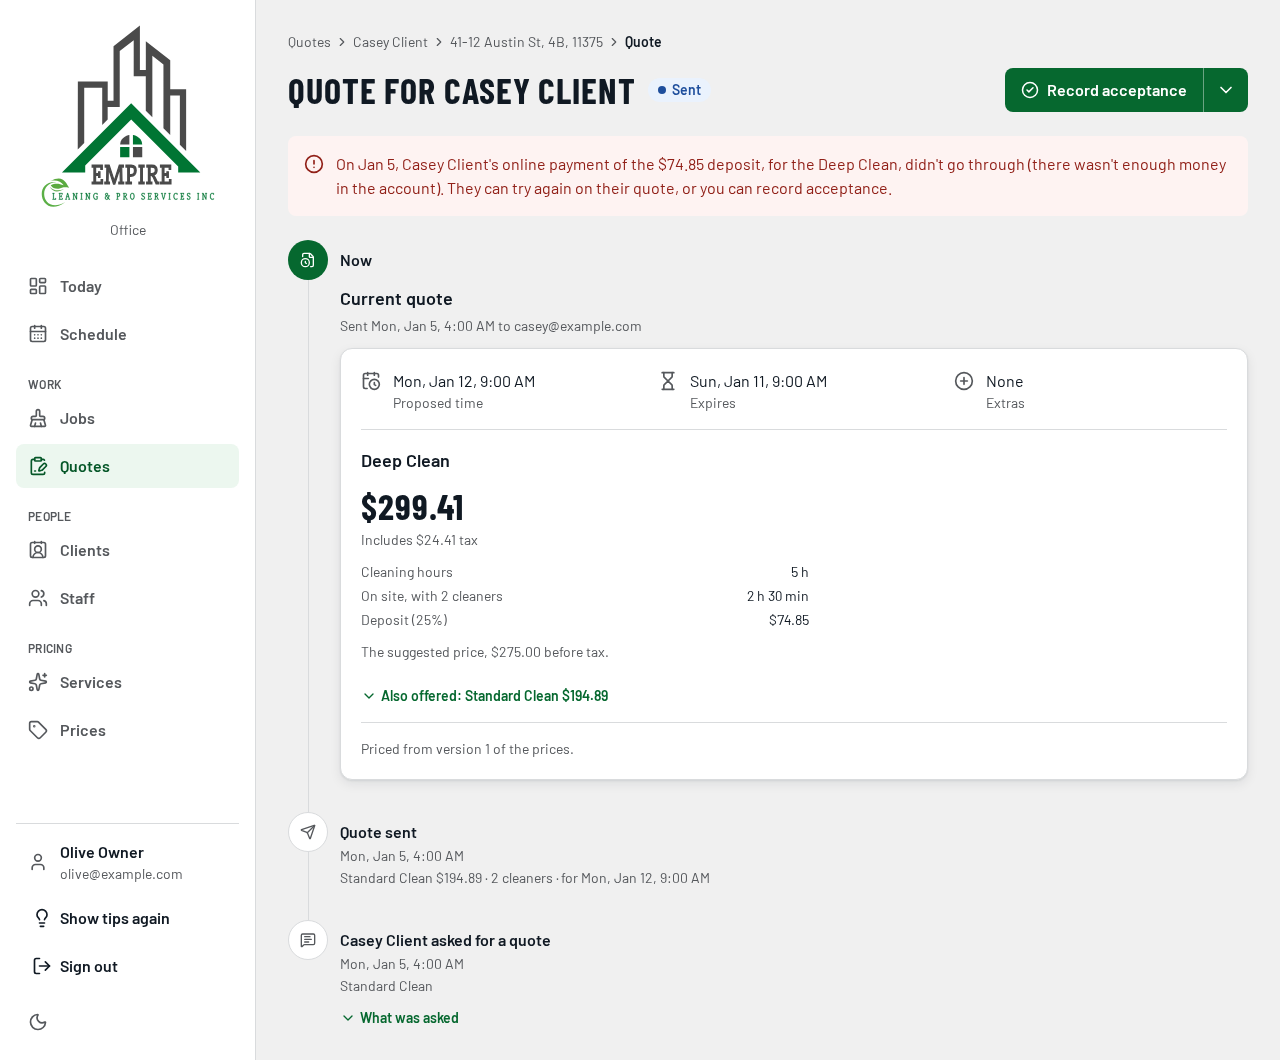 EMPIRE
LEANING & PRO SERVICES INC
Office
Today
Schedule
WORK
Jobs
Quotes
PEOPLE
Clients
Staff
PRICING
Services
Prices
Olive Owner
olive@example.com
Show tips again
Sign out
Quotes > Casey Client > 41-12 Austin St, 4B, 11375 > Quote
QUOTE FOR CASEY CLIENT
Sent
Record acceptance
On Jan 5, Casey Client's online payment of the $74.85 deposit, for the Deep Clean, didn't go through (there wasn't enough money
in the account). They can try again on their quote, or you can record acceptance.
Now
Current quote
Sent Mon, Jan 5, 4:00 AM to casey@example.com
Mon, Jan 12, 9:00 AM
Proposed time
Sun, Jan 11, 9:00 AM
Expires
None
Extras
Deep Clean
$299.41
Includes $24.41 tax
Cleaning hours 5 h
On site, with 2 cleaners 2 h 30 min
Deposit (25%) $74.85
The suggested price, $275.00 before tax.
Also offered: Standard Clean $194.89
Priced from version 1 of the prices.
Quote sent
Mon, Jan 5, 4:00 AM
Standard Clean $194.89 · 2 cleaners · for Mon, Jan 12, 9:00 AM
Casey Client asked for a quote
Mon, Jan 5, 4:00 AM
Standard Clean
What was asked